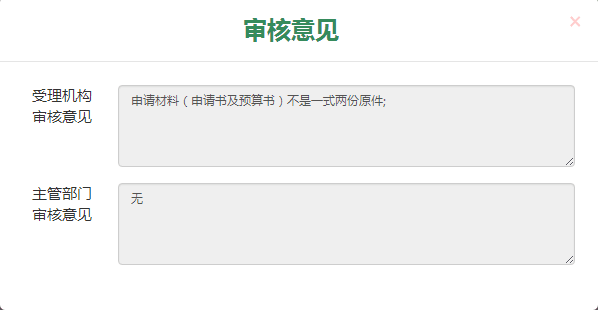 审核意见
×
受理机构
审核意见
申请材料（申请书及预算书）不是一式两份原件;
主管部门
审核意见
无